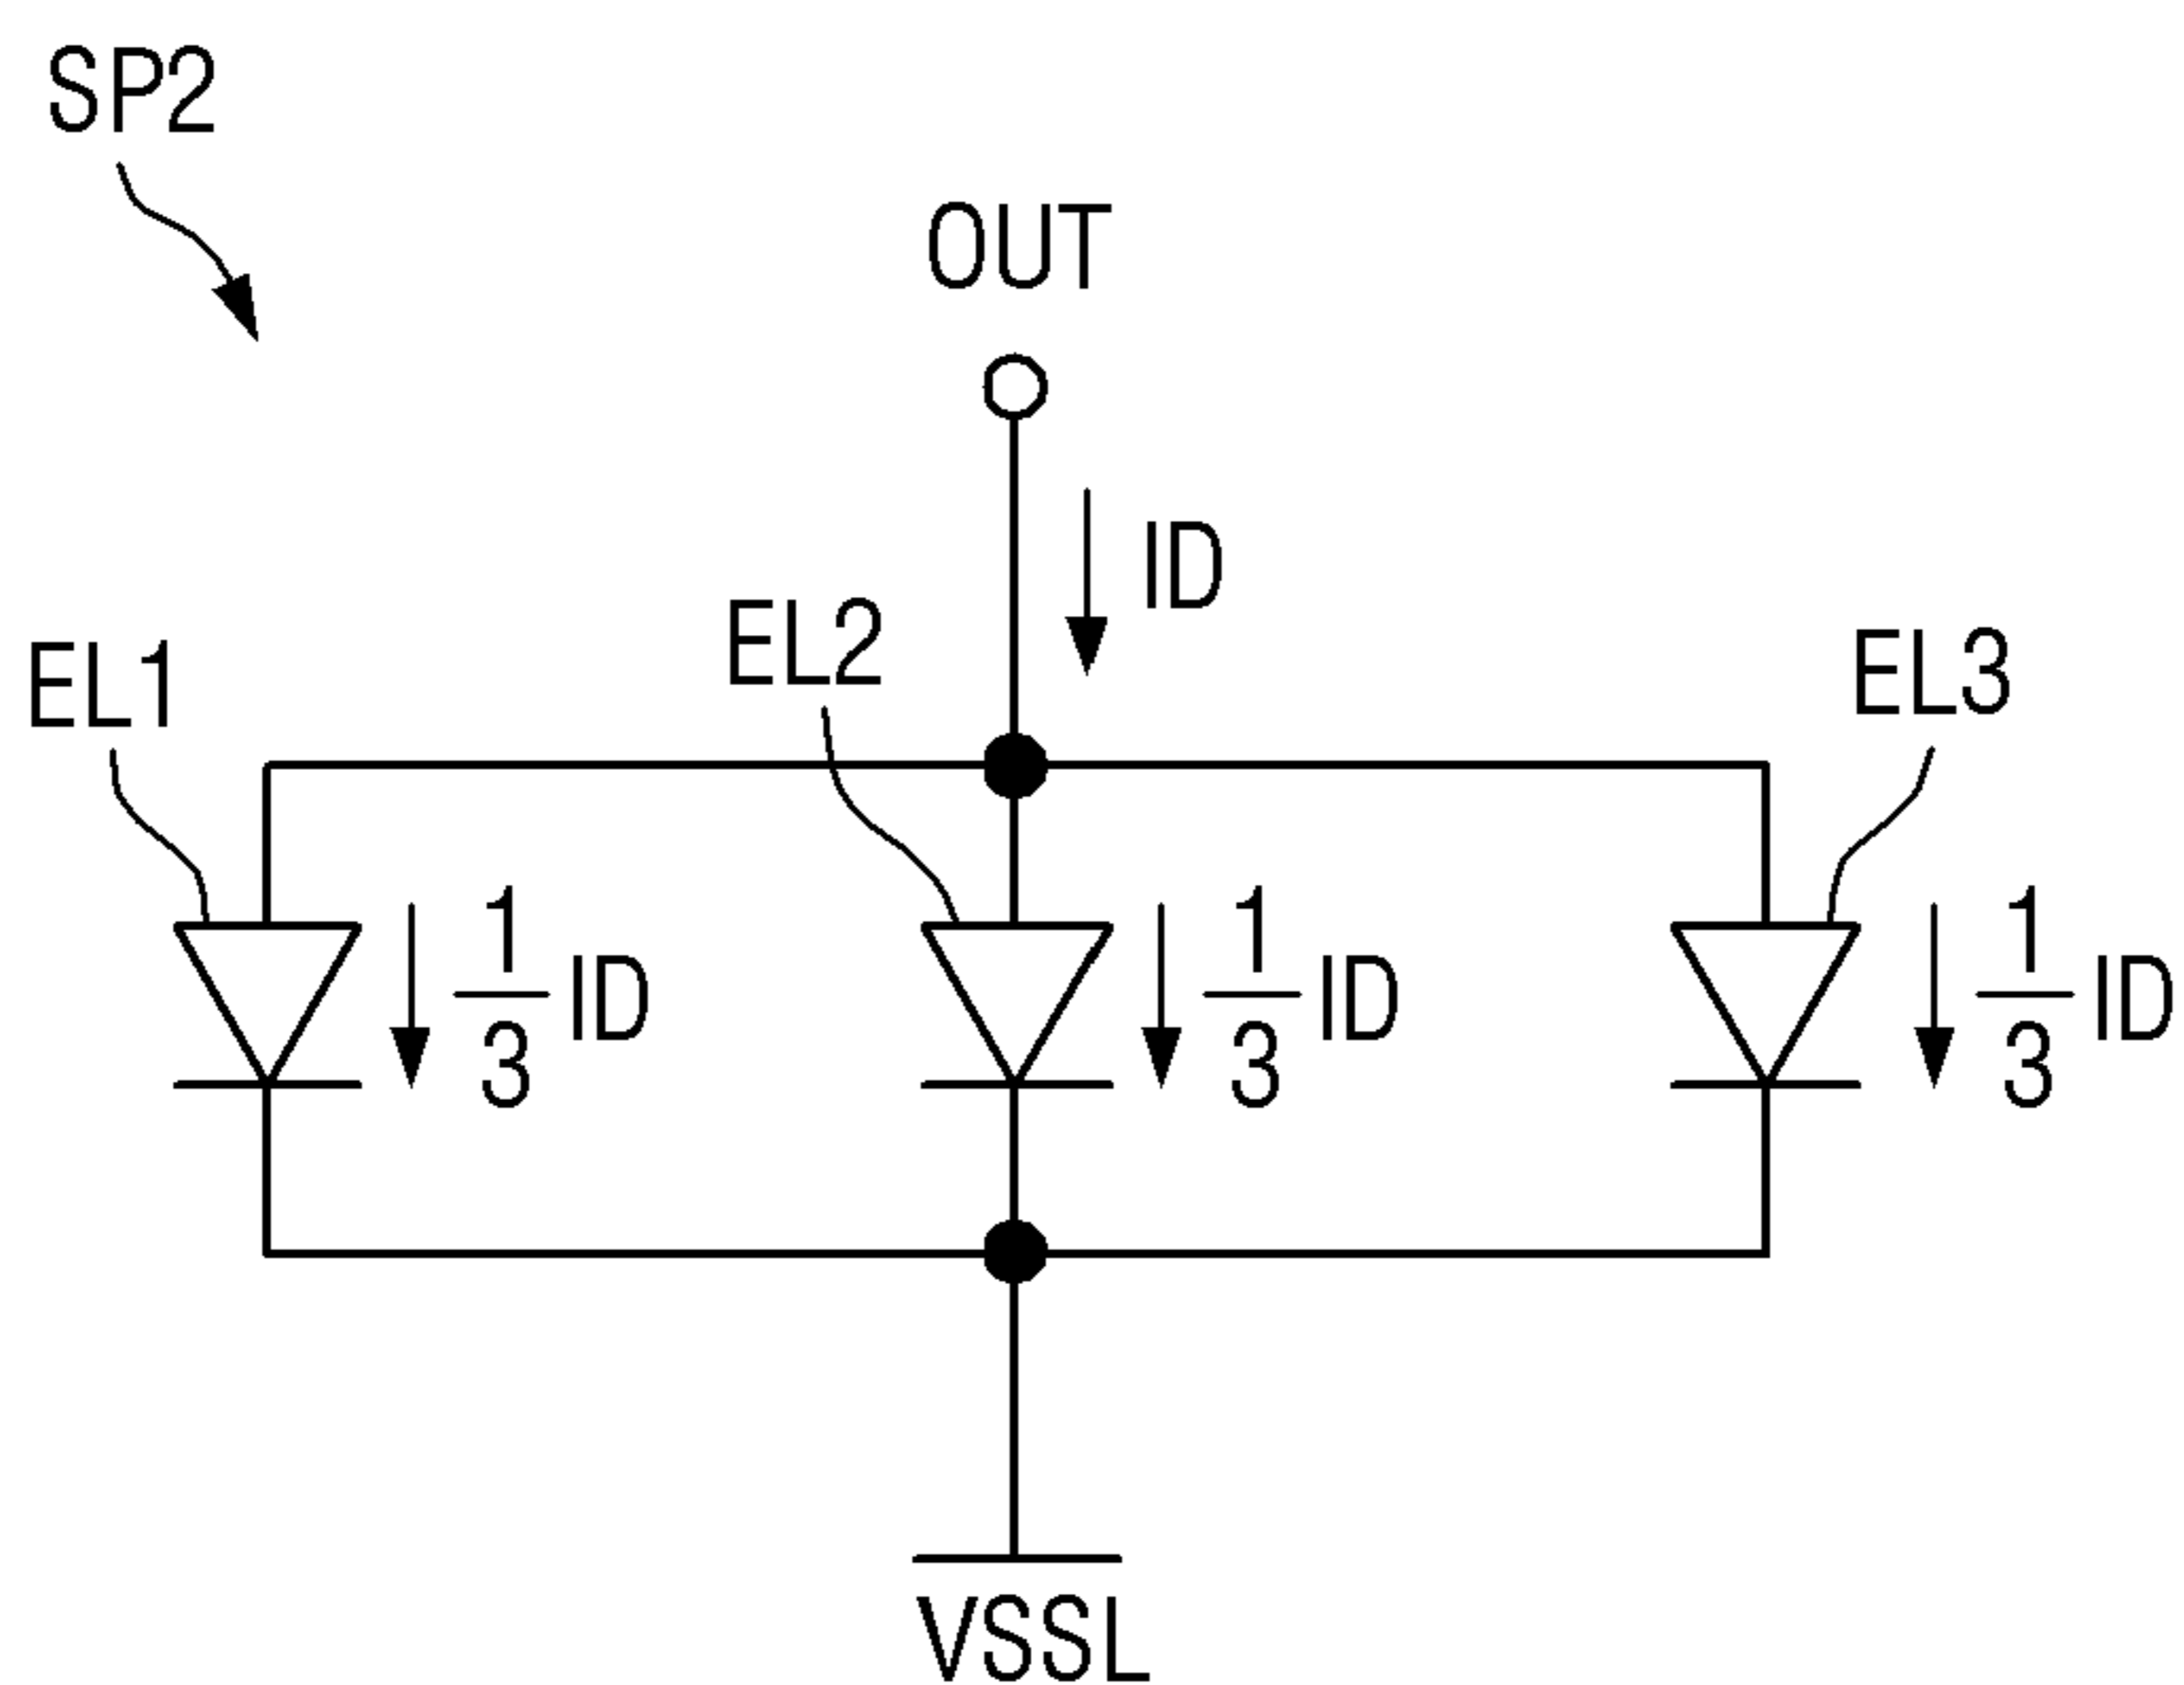 SP2
OUT
ID
EL1
EL2
EL3
1/3 ID
1/3 ID
1/3 ID
VSSL